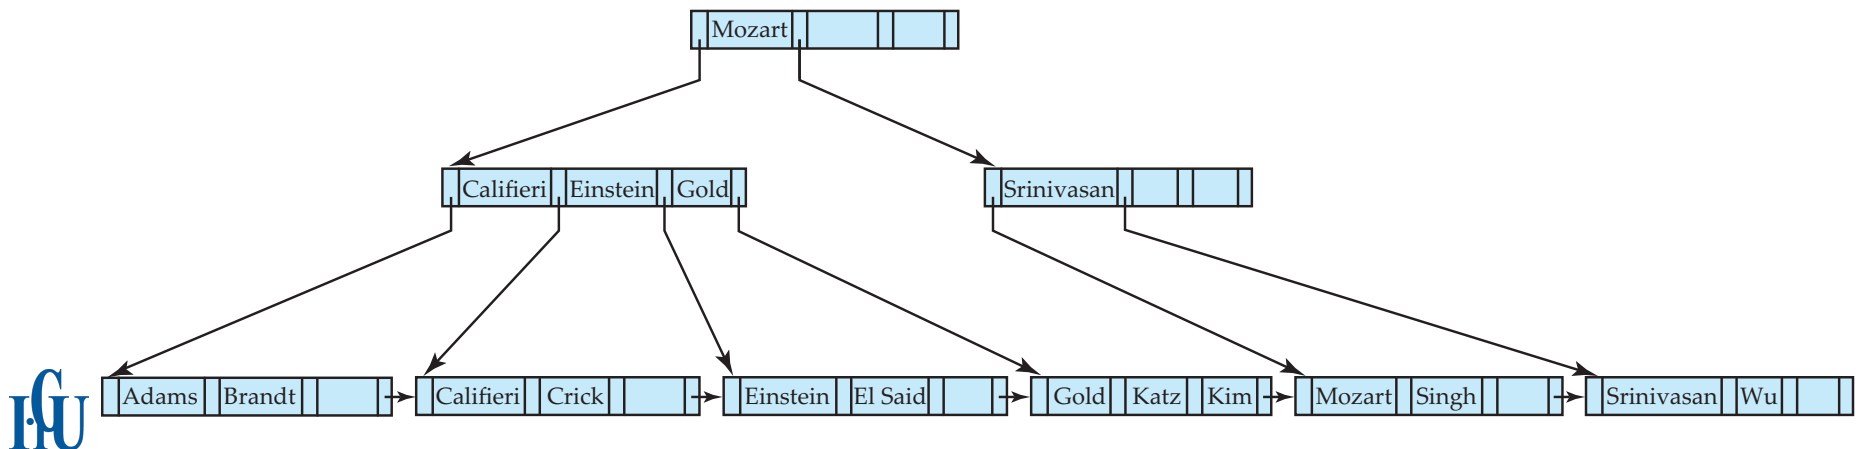 Mozart
Califieri Einstein Gold
Srinivasan
Adams Brandt
Califieri Crick
Einstein El Said
Gold Katz Kim
Mozart Singh
Srinivasan Wu